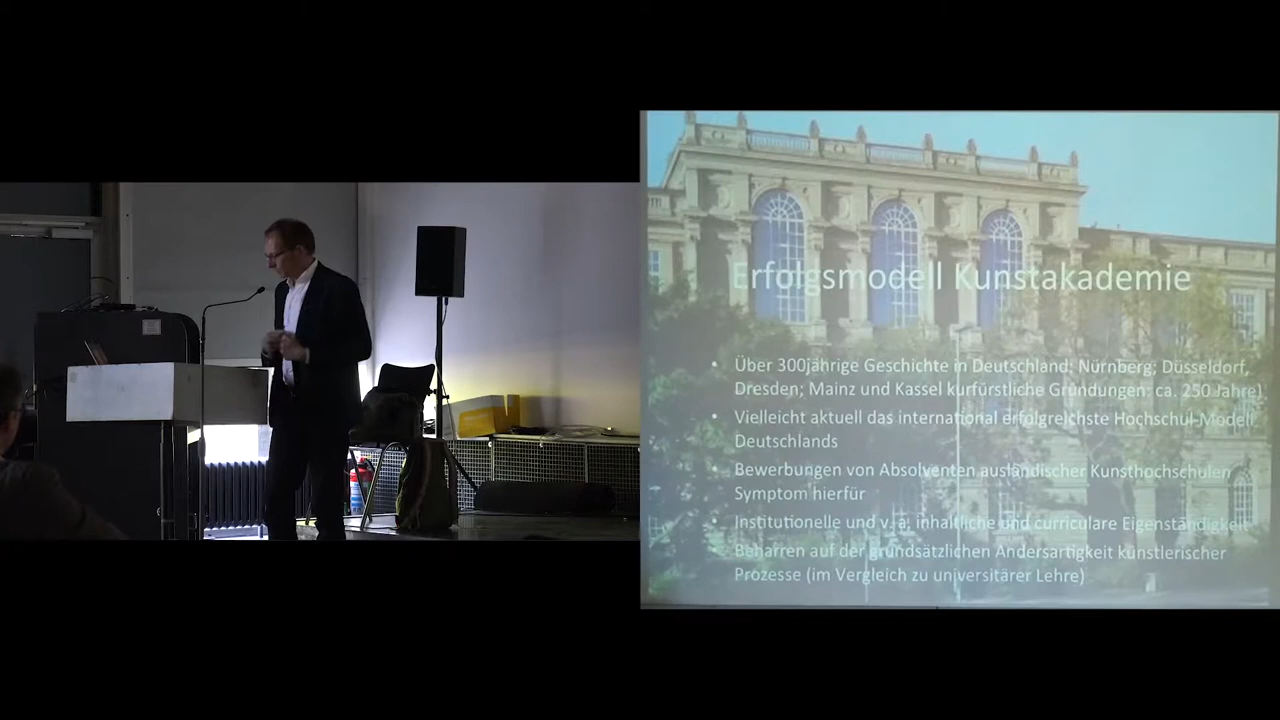 Erfolgsmodell Kunstakademie
• Über 300jährige Geschichte in Deutschland; Nürnberg; Düsseldorf,
Dresden; Mainz und Kassel kurfürstliche Gründungen: ca. 250 Jahre)
• Vielleicht aktuell das international erfolgreichste Hochschul-Modell
Deutschlands
• Bewerbungen von Absolventen ausländischer Kunsthochschulen
Symptom hierfür
• Institutionelle und v. a. inhaltliche und curriculare Eigenständigkeit
• Beharren auf der grundsätzlichen Andersartigkeit künstlerischer
Prozesse (im Vergleich zu universitärer Lehre)